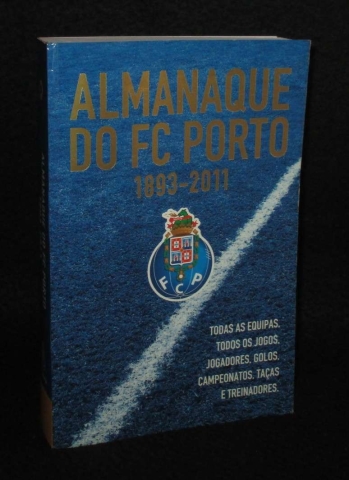 ALMANAQUE
DO FC PORTO
1893-2011
FCP
TODAS AS EQUIPAS.
TODOS OS JOGOS.
JOGADORES. GOLOS.
CAMPEONATOS. TAÇAS
E TREINADORES.